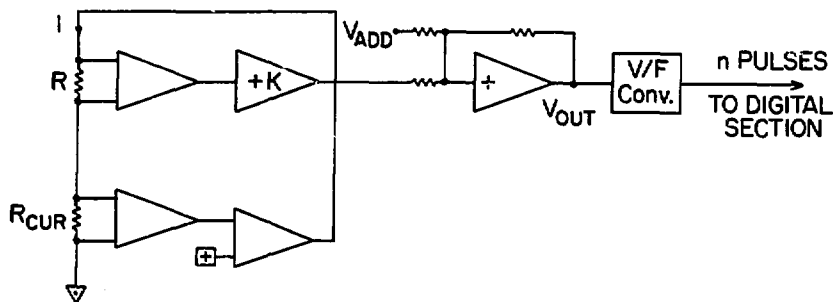 I
V_ADD
R
+K
÷
V_OUT
V/F
Conv.
n PULSES
TO DIGITAL
SECTION
R_CUR
+